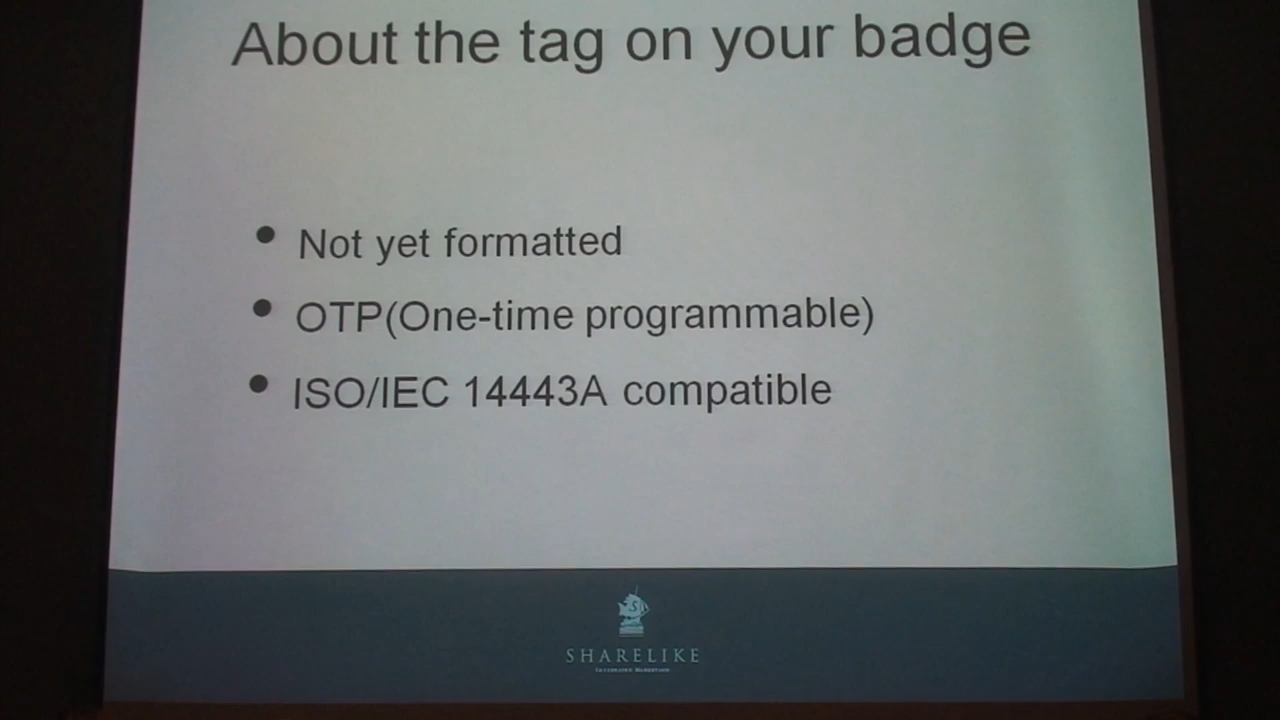 About the tag on your badge
• Not yet formatted
• OTP(One-time programmable)
• ISO/IEC 14443A compatible
S
SHARELIKE